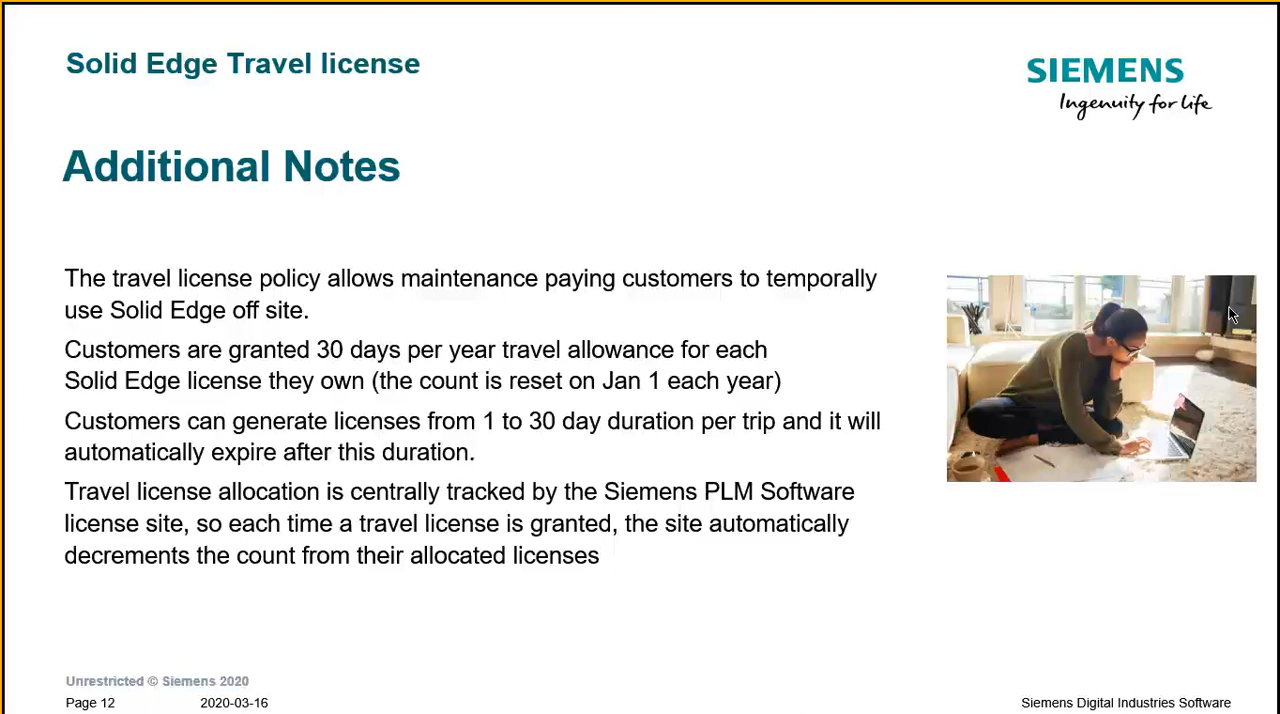 Solid Edge Travel license
SIEMENS
Ingenuity for life
Additional Notes
The travel license policy allows maintenance paying customers to temporally
use Solid Edge off site.
Customers are granted 30 days per year travel allowance for each
Solid Edge license they own (the count is reset on Jan 1 each year)
Customers can generate licenses from 1 to 30 day duration per trip and it will
automatically expire after this duration.
Travel license allocation is centrally tracked by the Siemens PLM Software
license site, so each time a travel license is granted, the site automatically
decrements the count from their allocated licenses
Unrestricted © Siemens 2020
Page 12 2020-03-16 Siemens Digital Industries Software